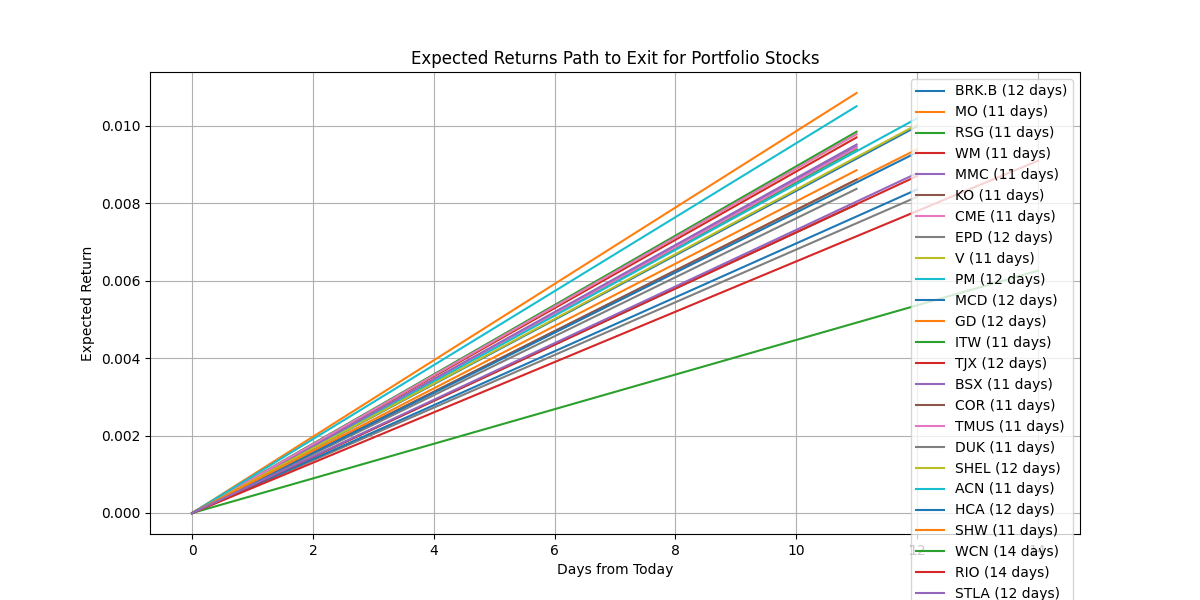 Expected Returns Path to Exit for Portfolio Stocks
Expected Return
0.010
0.008
0.006
0.004
0.002
0.000
0 2 4 6 8 10 12
Days from Today
BRK.B (12 days)
MO (11 days)
RSG (11 days)
WM (11 days)
MMC (11 days)
KO (11 days)
CME (11 days)
EPD (12 days)
V (11 days)
PM (12 days)
MCD (12 days)
GD (12 days)
ITW (11 days)
TJX (12 days)
BSX (11 days)
COR (11 days)
TMUS (11 days)
DUK (11 days)
SHEL (12 days)
ACN (11 days)
HCA (12 days)
SHW (11 days)
WCN (14 days)
RIO (14 days)
STLA (12 days)